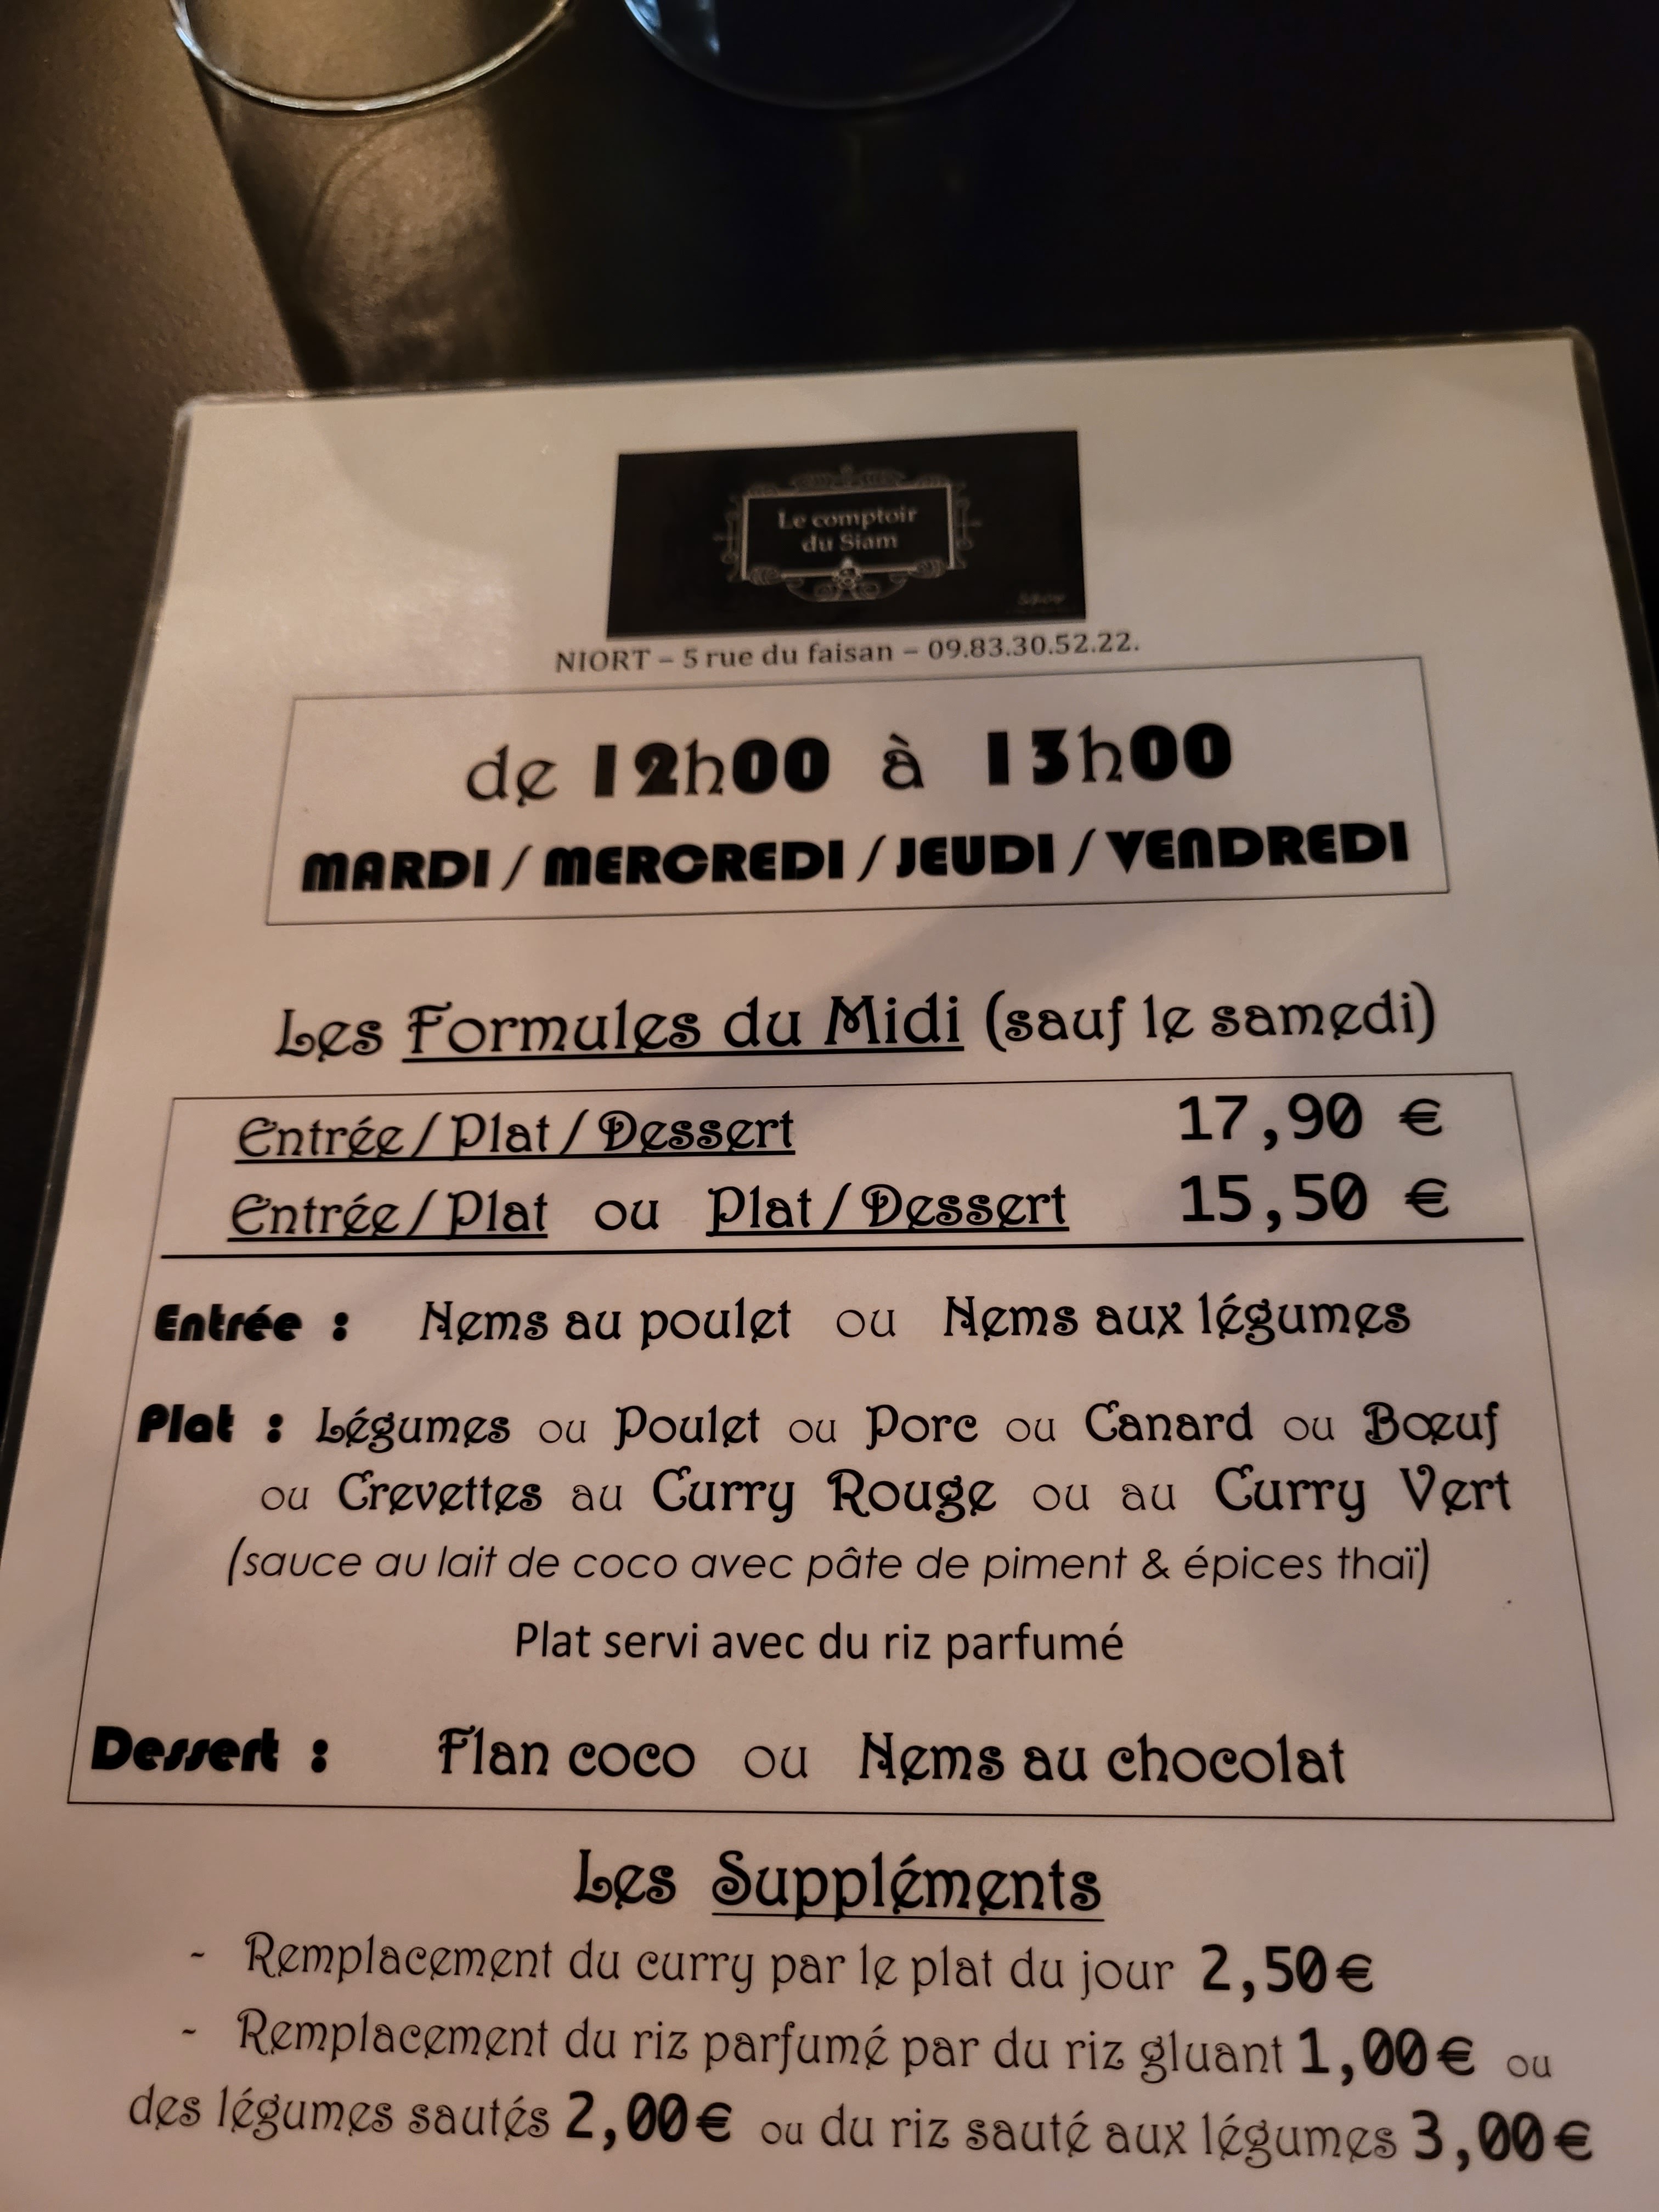 Le comptoir
du Siam
NIORT – 5 rue du faisan – 09.83.30.52.22.
de 12h00 à 13h00
MARDI / MERCREDI / JEUDI / VENDREDI
Les Formules du Midi (sauf le samedi)
Entrée / Plat / Dessert 17,90 €
Entrée / Plat ou Plat / Dessert 15,50 €
Entrée : Nems au poulet ou Nems aux légumes
Plat : Légumes ou Poulet ou Porc ou Canard ou Bœuf
ou Crevettes au Curry Rouge ou au Curry Vert
(sauce au lait de coco avec pâte de piment & épices thaï)
Plat servi avec du riz parfumé
Dessert : Flan coco ou Nems au chocolat
Les Suppléments
- Remplacement du curry par le plat du jour 2,50€
- Remplacement du riz parfumé par du riz gluant 1,00€ ou
des légumes sautés 2,00€ ou du riz sauté aux légumes 3,00€